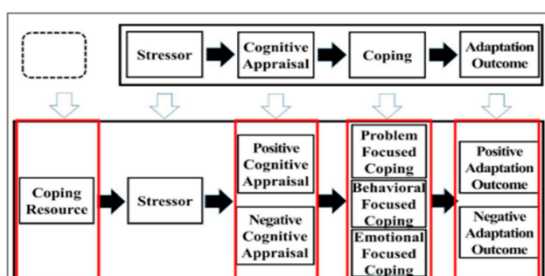 Stressor
Cognitive
Appraisal
Coping
Adaptation
Outcome
Coping
Resource
Stressor
Positive
Cognitive
Appraisal
Negative
Cognitive
Appraisal
Problem
Focused
Coping
Behavioral
Focused
Coping
Emotional
Focused
Coping
Positive
Adaptation
Outcome
Negative
Adaptation
Outcome